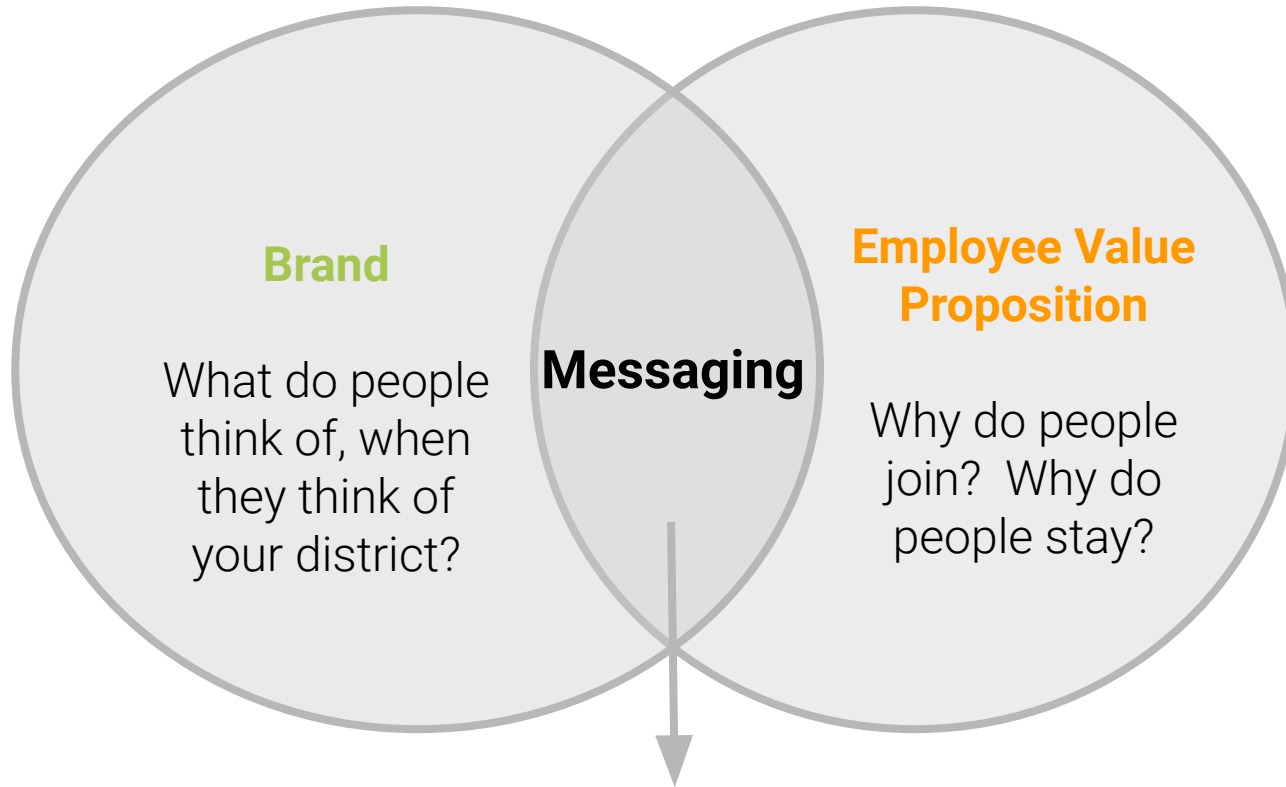 Brand
What do people
think of, when
they think of
your district?
Messaging
Employee Value
Proposition
Why do people
join?  Why do
people stay?